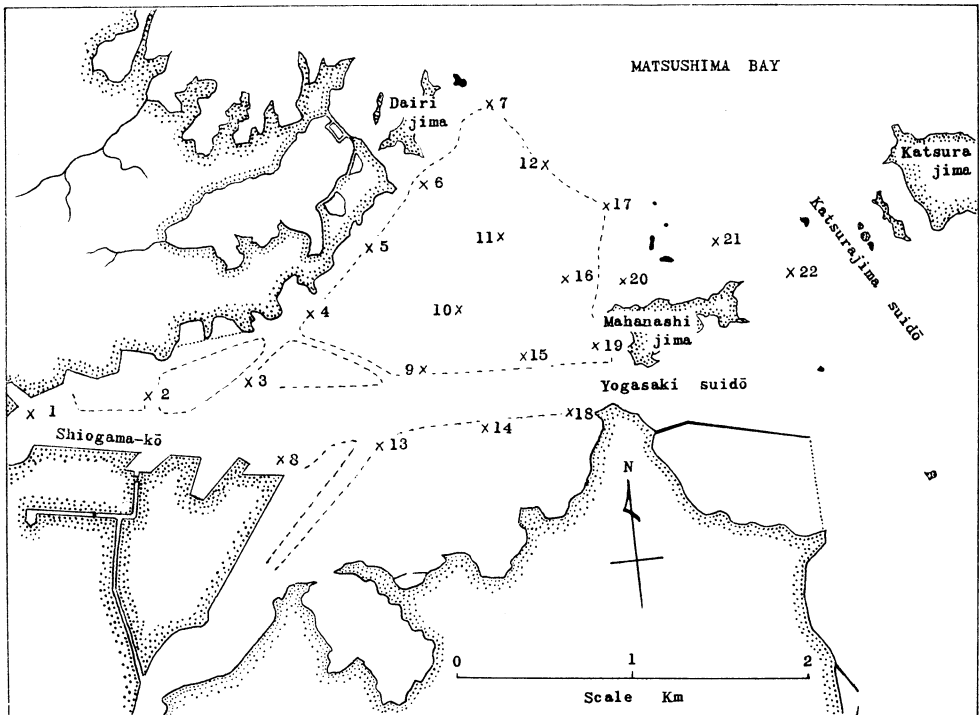 MATSUSHIMA BAY
Dairi
jima
7
12
6
17
Katsura
jima
Katsurajima suidō
5
11
21
16
20
22
4
10
Mahanashi
jima
19
15
9
3
2
1
Yogasaki suidō
18
14
13
8
Shiogama-kō
N
0 1 2
Scale Km